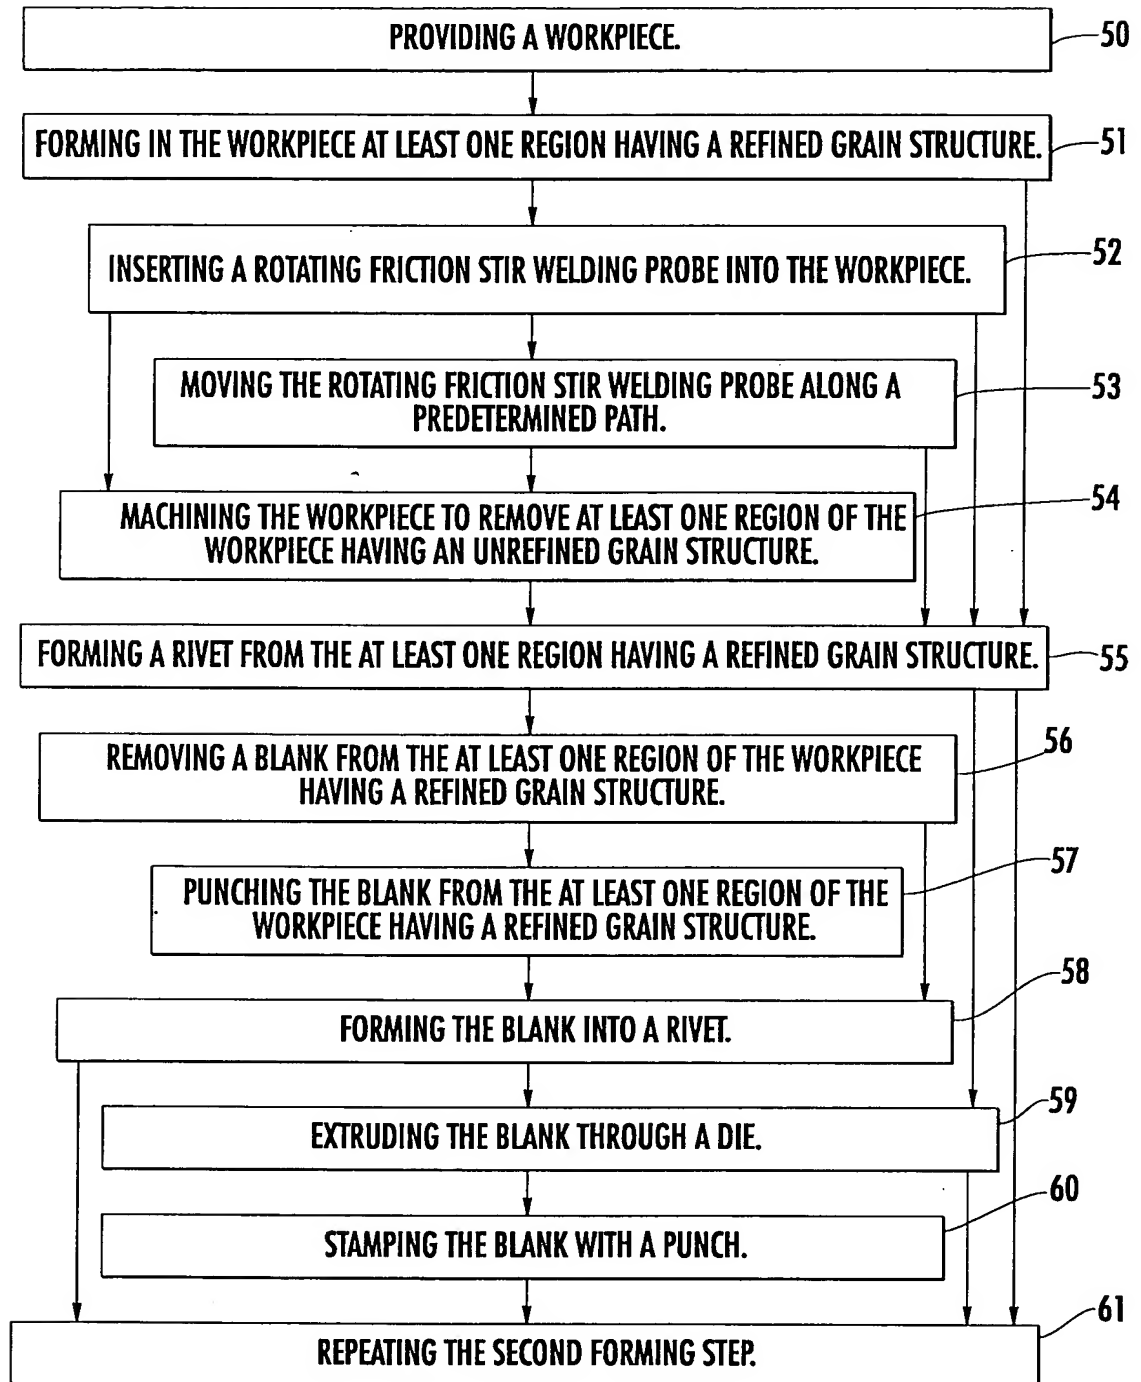 PROVIDING A WORKPIECE.
50
FORMING IN THE WORKPIECE AT LEAST ONE REGION HAVING A REFINED GRAIN STRUCTURE.
51
INSERTING A ROTATING FRICTION STIR WELDING PROBE INTO THE WORKPIECE.
52
MOVING THE ROTATING FRICTION STIR WELDING PROBE ALONG A
PREDETERMINED PATH.
53
MACHINING THE WORKPIECE TO REMOVE AT LEAST ONE REGION OF THE
WORKPIECE HAVING AN UNREFINED GRAIN STRUCTURE.
54
FORMING A RIVET FROM THE AT LEAST ONE REGION HAVING A REFINED GRAIN STRUCTURE.
55
REMOVING A BLANK FROM THE AT LEAST ONE REGION OF THE WORKPIECE
HAVING A REFINED GRAIN STRUCTURE.
56
PUNCHING THE BLANK FROM THE AT LEAST ONE REGION OF THE
WORKPIECE HAVING A REFINED GRAIN STRUCTURE.
57
FORMING THE BLANK INTO A RIVET.
58
EXTRUDING THE BLANK THROUGH A DIE.
59
STAMPING THE BLANK WITH A PUNCH.
60
REPEATING THE SECOND FORMING STEP.
61